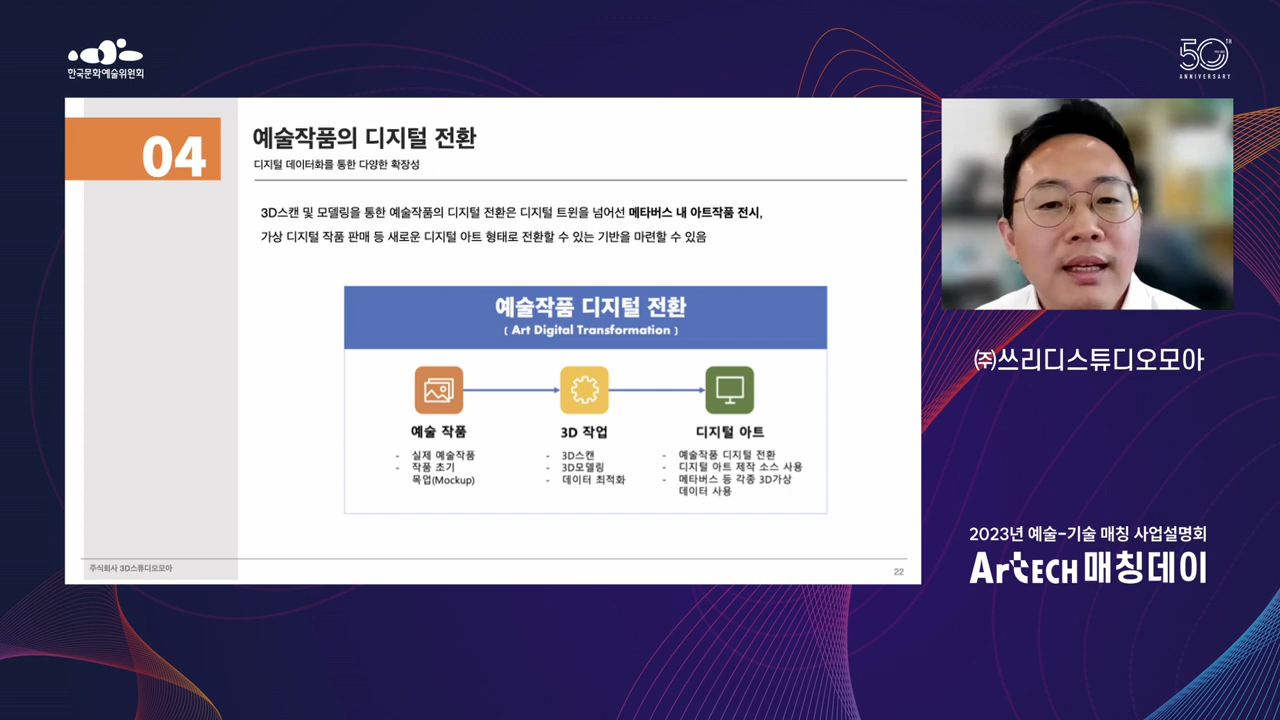 한국문화예술위원회
50TH
ANNIVERSARY
04
예술작품의 디지털 전환
디지털 데이터화를 통한 다양한 확장성
3D스캔 및 모델링을 통한 예술작품의 디지털 전환은 디지털 트윈을 넘어선 메타버스 내 아트작품 전시,
가상 디지털 작품 판매 등 새로운 디지털 아트 형태로 전환할 수 있는 기반을 마련할 수 있음
예술작품 디지털 전환
( Art Digital Transformation )
예술 작품
- 실제 예술작품
- 작품 초기
목업(Mockup)
3D 작업
- 3D스캔
- 3D모델링
- 데이터 최적화
디지털 아트
- 예술작품 디지털 전환
- 디지털 아트 제작 소스 사용
- 메타버스 등 각종 3D가상
데이터 사용
주식회사 3D스튜디오모아
22
㈜쓰리디스튜디오모아
2023년 예술-기술 매칭 사업설명회
ArtECH 매칭데이